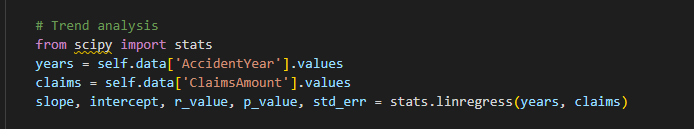 # Trend analysis
from scipy import stats
years = self.data['AccidentYear'].values
claims = self.data['ClaimsAmount'].values
slope, intercept, r_value, p_value, std_err = stats.linregress(years, claims)